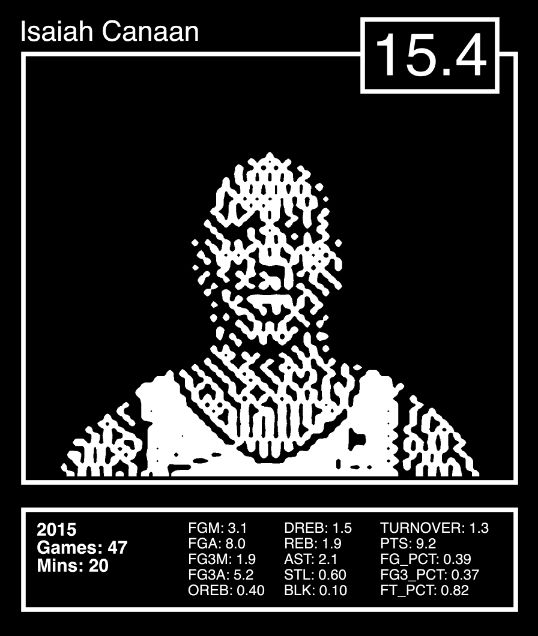 Isaiah Canaan
15.4
2015
Games: 47
Mins: 20
FGM: 3.1
FGA: 8.0
FG3M: 1.9
FG3A: 5.2
OREB: 0.40
DREB: 1.5
REB: 1.9
AST: 2.1
STL: 0.60
BLK: 0.10
TURNOVER: 1.3
PTS: 9.2
FG_PCT: 0.39
FG3_PCT: 0.37
FT_PCT: 0.82